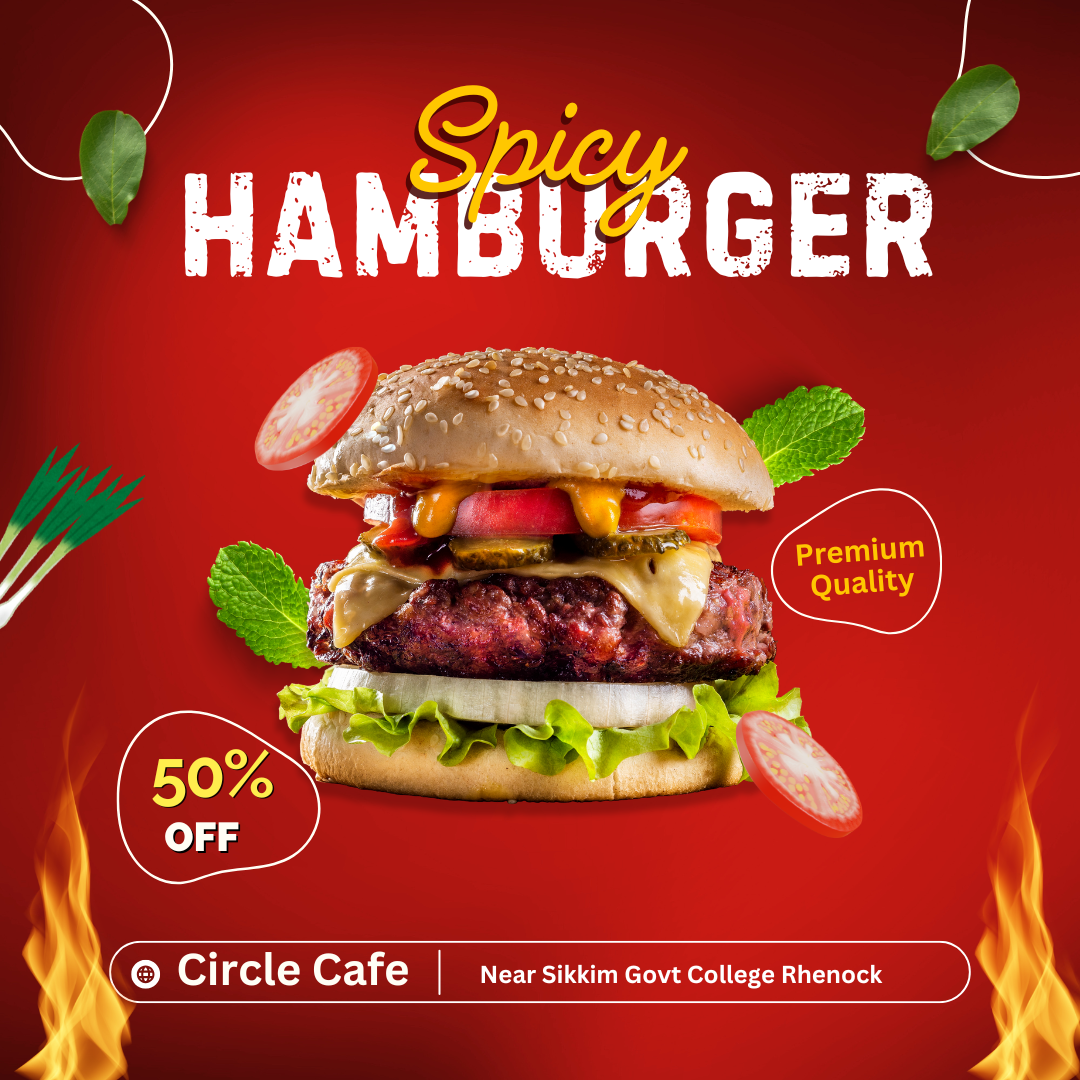 Spicy
HAMBURGER
Premium
Quality
50%
OFF
Circle Cafe
Near Sikkim Govt College Rhenock